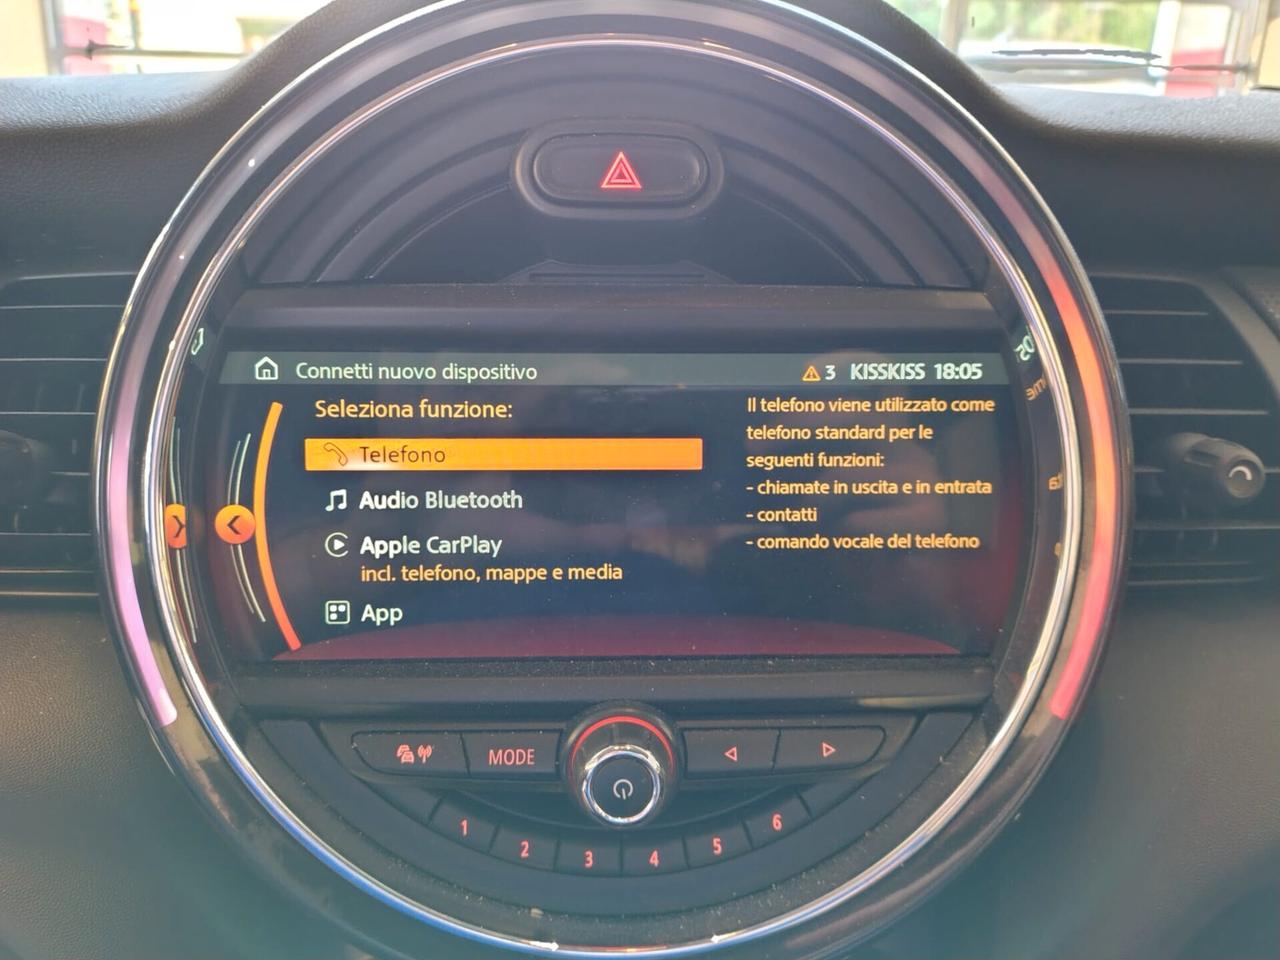 Connetti nuovo dispositivo
3 KISSKISS 18:05
Seleziona funzione:
Telefono
Audio Bluetooth
Apple CarPlay
incl. telefono, mappe e media
App
Il telefono viene utilizzato come
telefono standard per le
seguenti funzioni:
- chiamate in uscita e in entrata
- contatti
- comando vocale del telefono
MODE
1
2
3
4
5
6